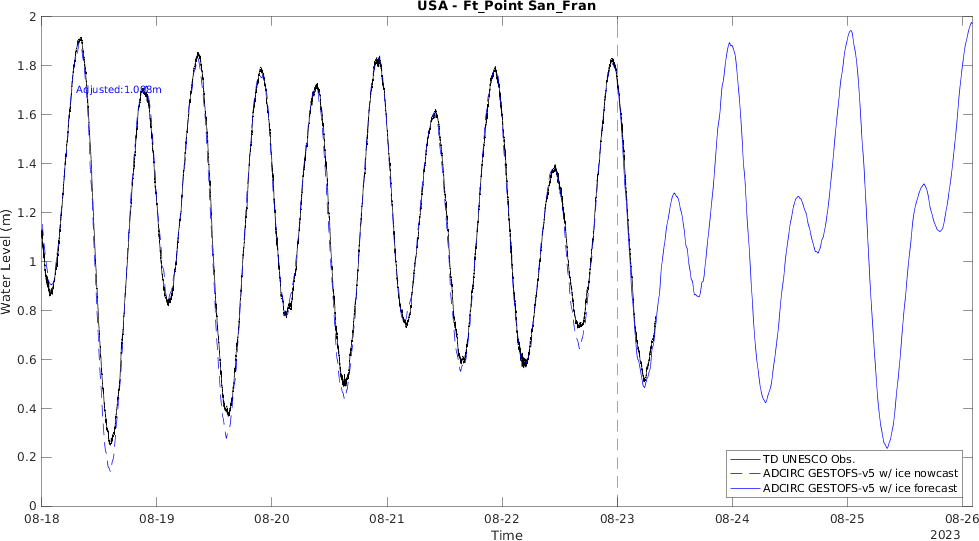 USA - Ft_Point San_Fran
2
1.8
1.6
1.4
1.2
1
0.8
0.6
0.4
0.2
0
Water Level (m)
TD UNESCO Obs.
ADCIRC GESTOFS-v5 w/ ice nowcast
ADCIRC GESTOFS-v5 w/ ice forecast
08-18 08-19 08-20 08-21 08-22 08-23 08-24 08-25 08-26
Time 2023